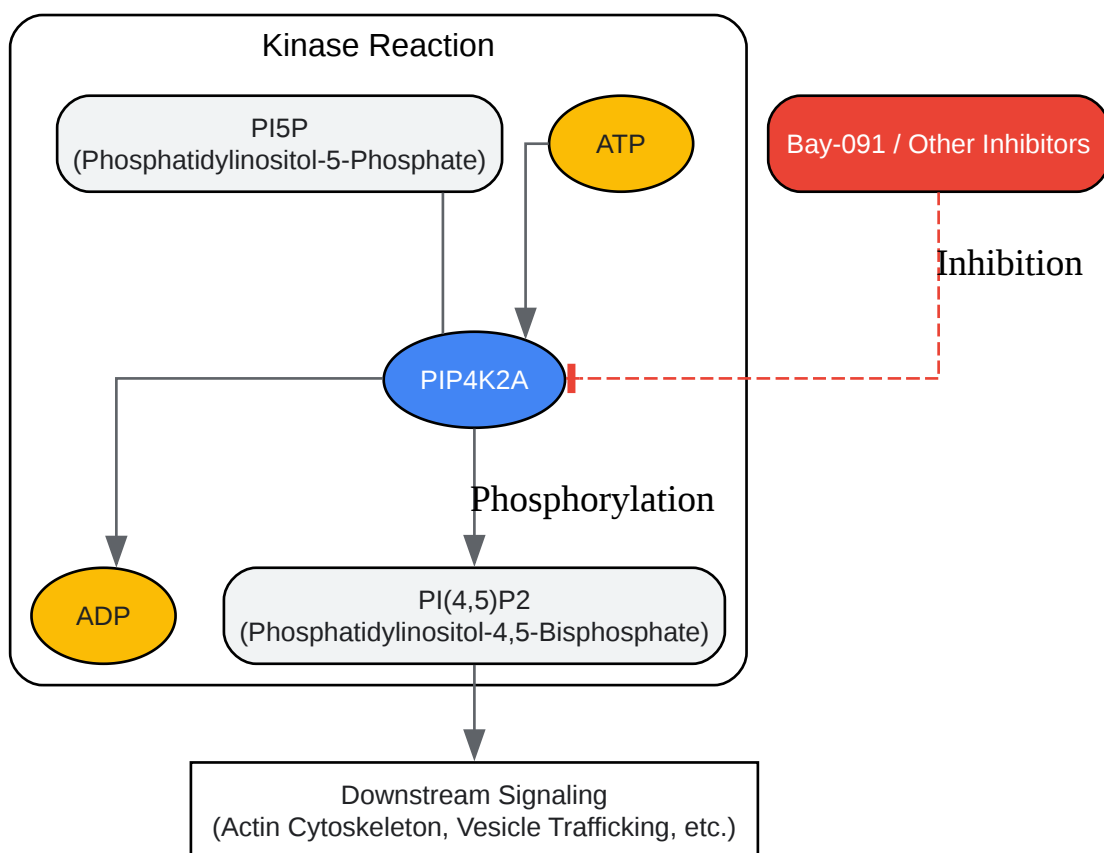 Kinase Reaction
PI5P
(Phosphatidylinositol-5-Phosphate)
ATP
Bay-091 / Other Inhibitors
Inhibition
PIP4K2A
Phosphorylation
ADP
PI(4,5)P2
(Phosphatidylinositol-4,5-Bisphosphate)
Downstream Signaling
(Actin Cytoskeleton, Vesicle Trafficking, etc.)